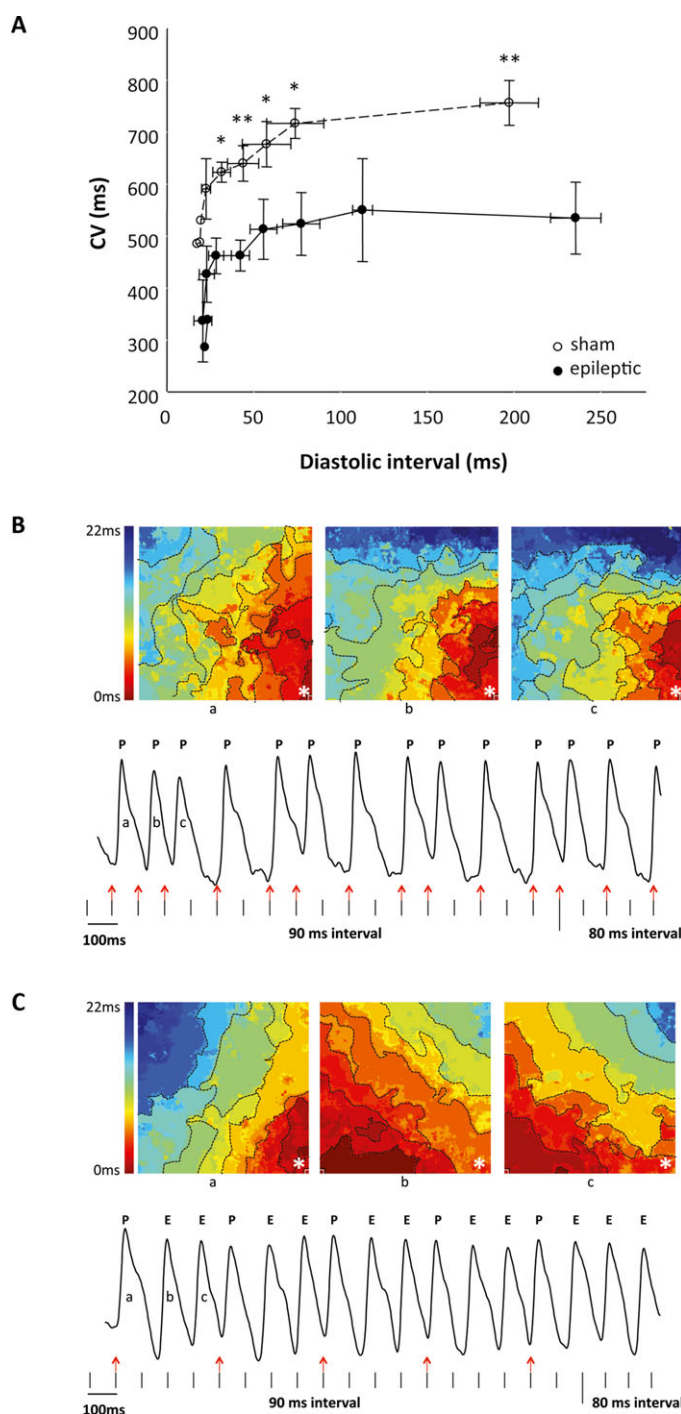 A
900
** 
* *
*
**
*
800
700
600
500
400
300
200
CV (ms)
sham
epileptic
0 50 100 150 200 250
Diastolic interval (ms)
B
22ms
0ms
* * *
a b c
P P P P P P P P P P P P P P
a b c
100ms 90 ms interval 80 ms interval
C
22ms
0ms
* * *
a b c
P E E P E E P E E P E E P E E E
a b c
100ms 90 ms interval 80 ms interval